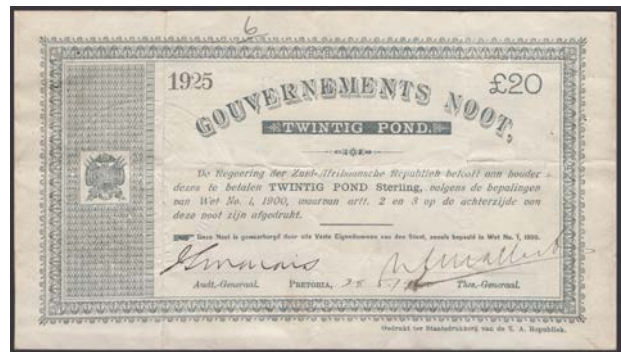 6
1925 £20
GOUVERNEMENTS NOOT,
TWINTIG POND.
De Regeering der Zuid-Afrikaansche Republiek belooft aan houder
dezes te betalen TWINTIG POND Sterling, volgens de bepalingen
van Wet No. 1, 1900, waarvan artt. 2 en 3 op de achterzijde van
deze noot zijn afgedrukt.
Deze Noot is gewaarborgd door alle Vaste Eigendommen van den Staat, zooals bepaald in Wet No. 1, 1900.
Audt.-Generaal. PRETORIA, 28 Thes.-Generaal.
Gedrukt ter Staatsdrukkerij van de Z. A. Republiek.